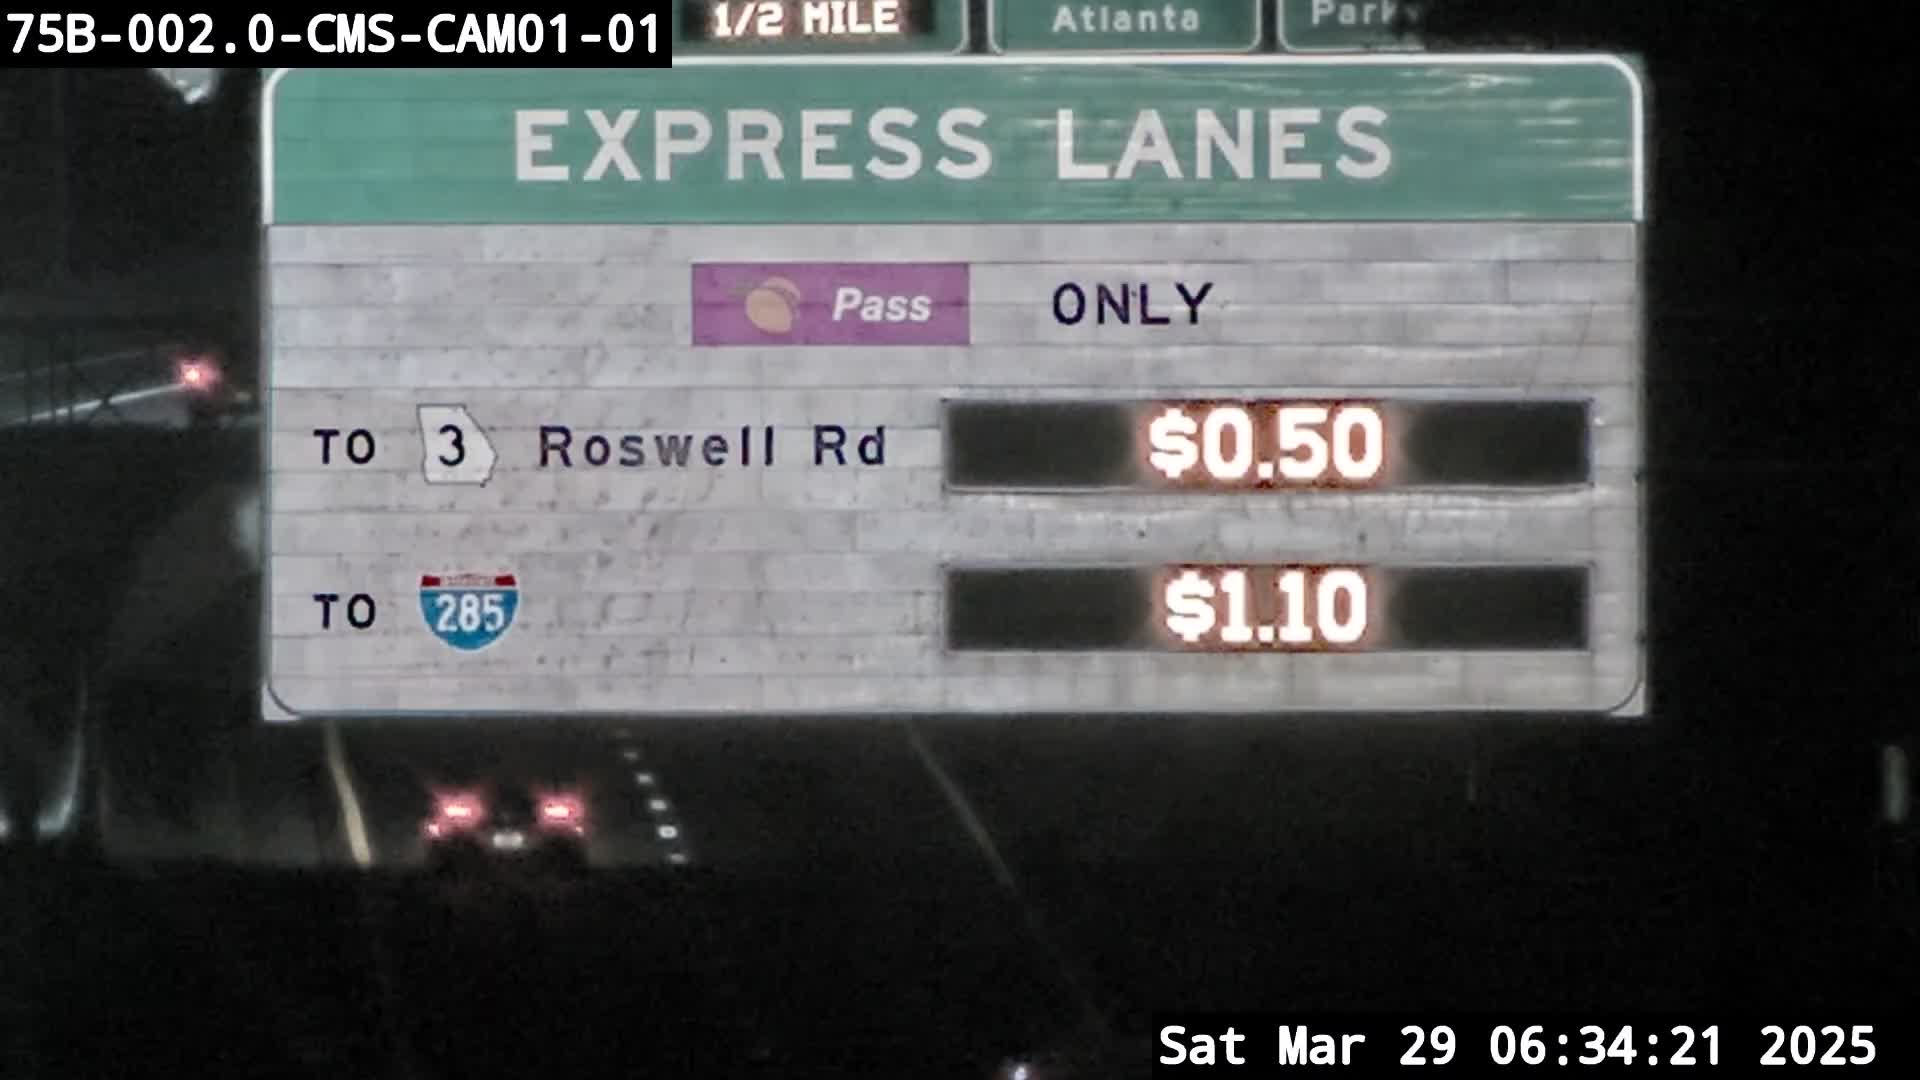 75B-002.0-CMS-CAM01-01
1/2 MILE
Atlanta
EXPRESS LANES
Pass ONLY
TO 3 Roswell Rd $0.50
TO 285 $1.10
Sat Mar 29 06:34:21 2025